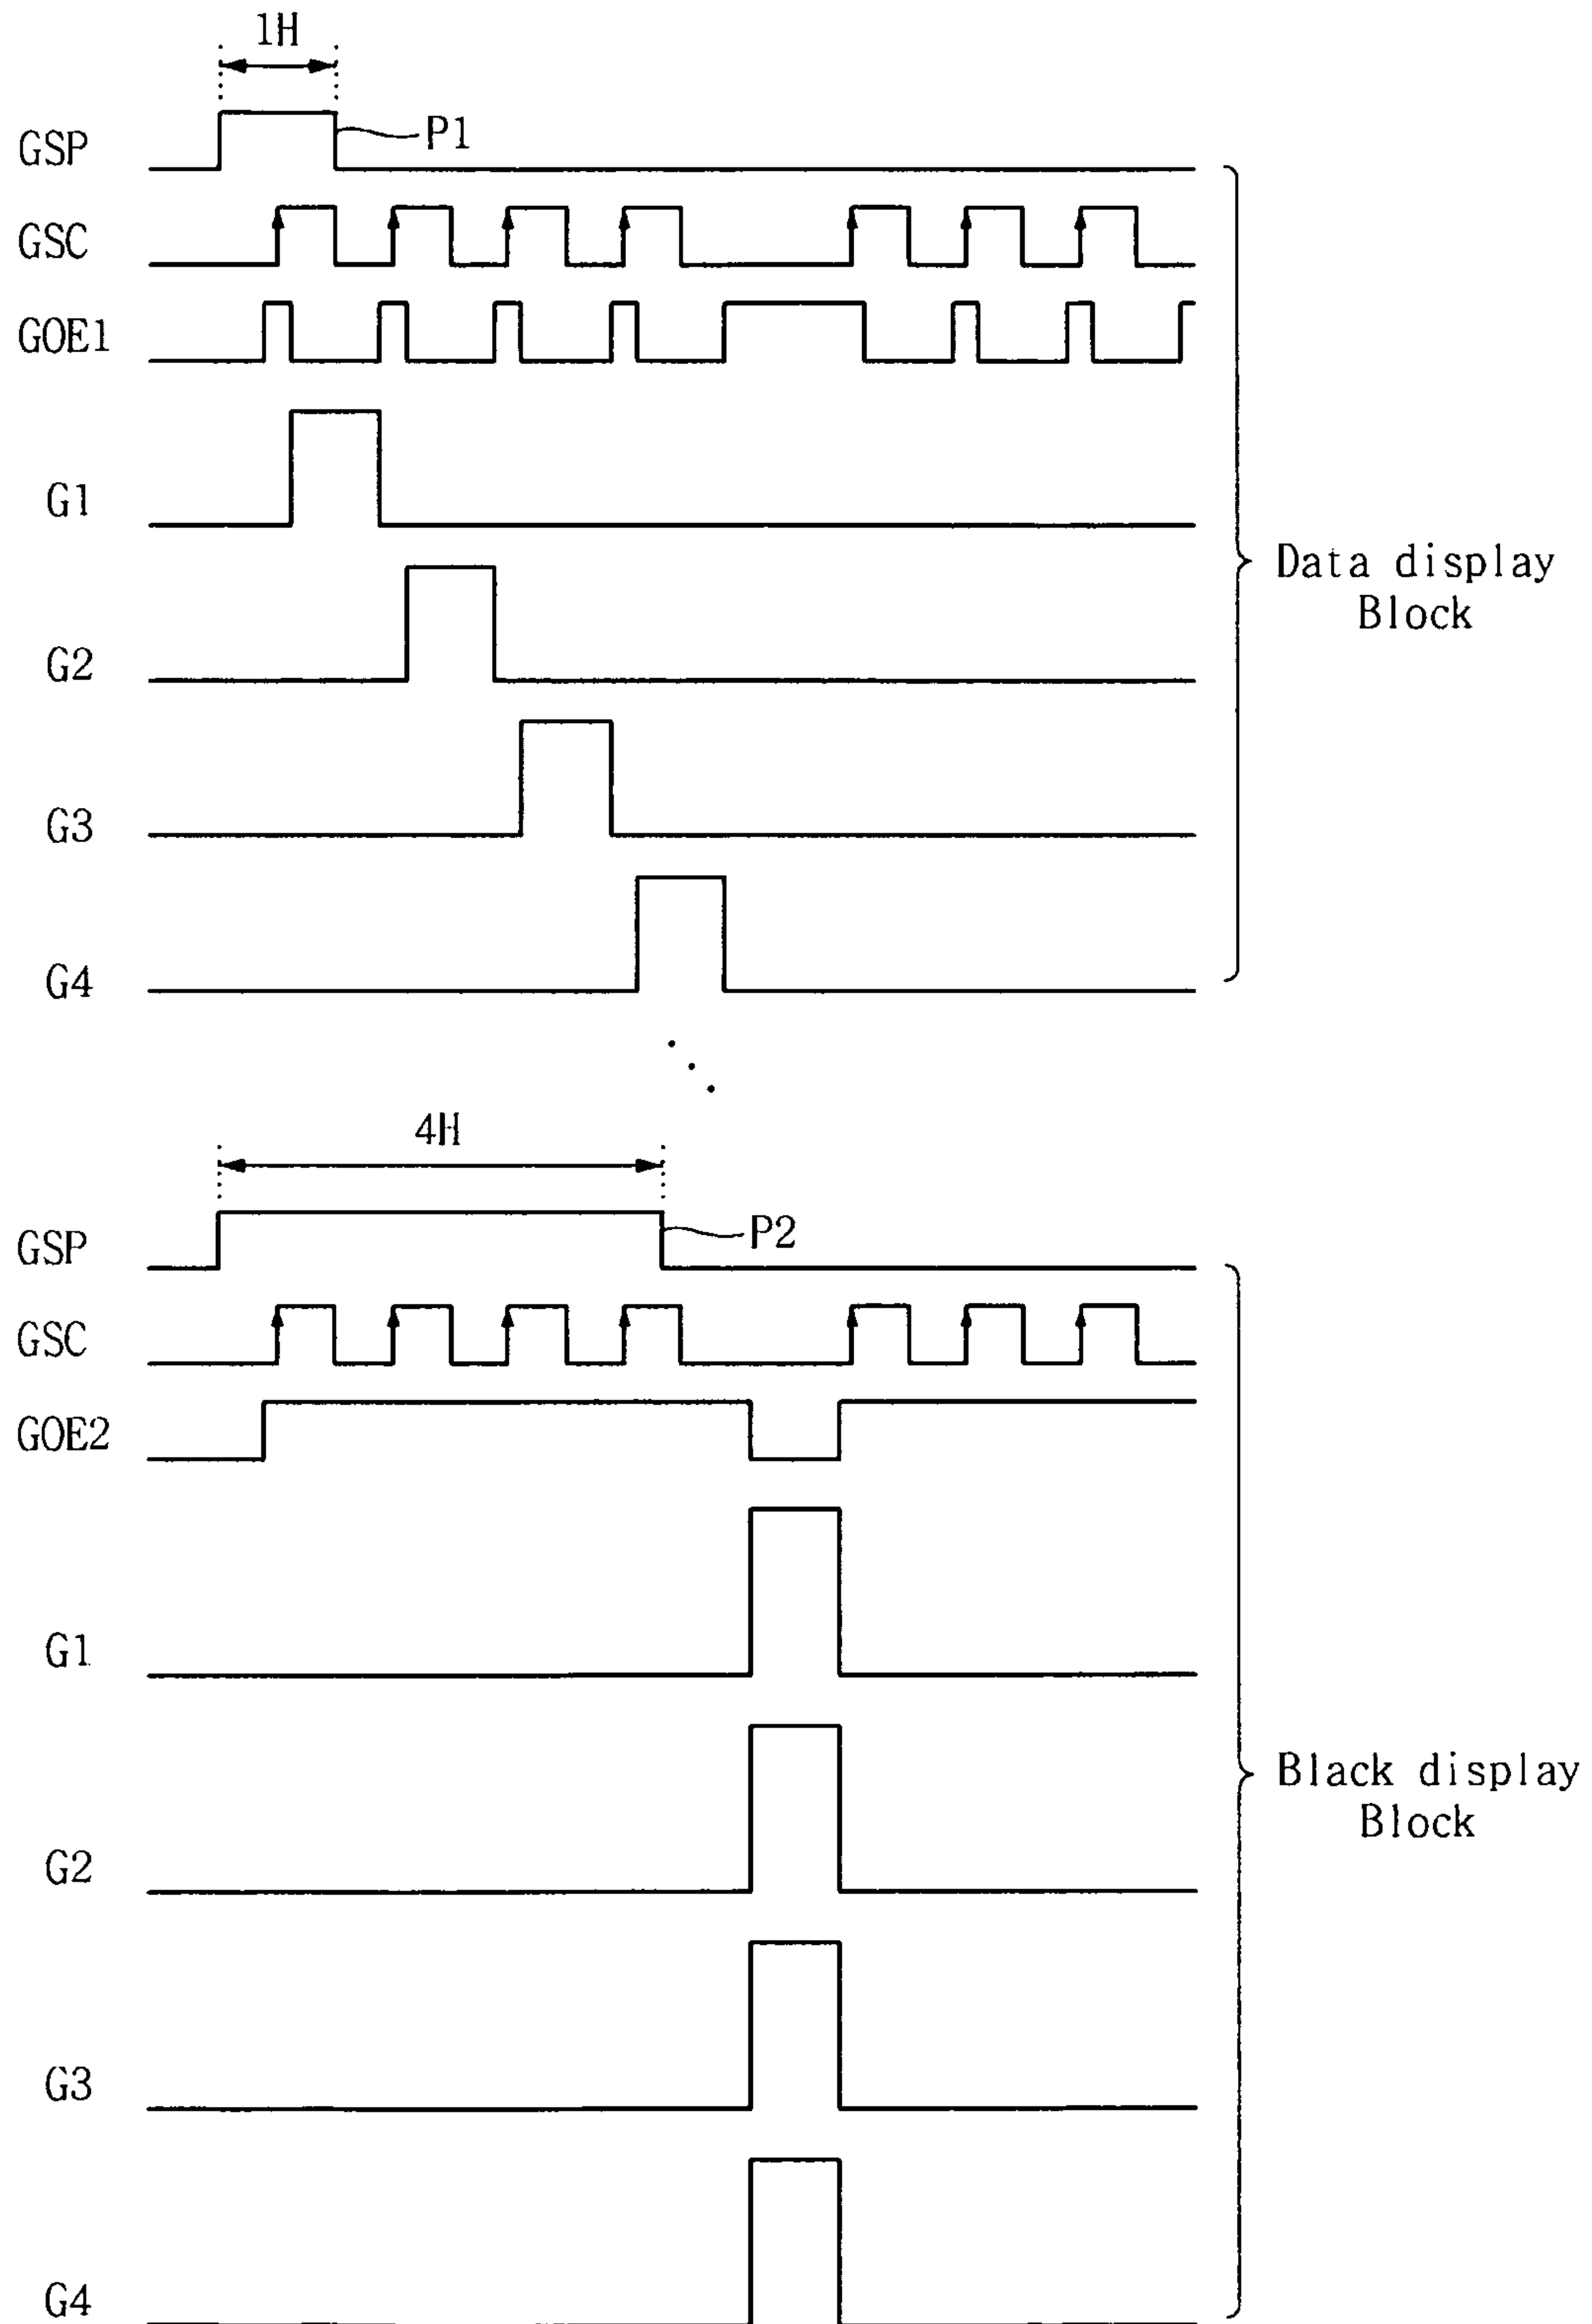 1H
GSP
P1
GSC
GOE1
G1
G2
G3
G4
Data display
Block
4H
GSP
P2
GSC
GOE2
G1
G2
G3
G4
Black display
Block